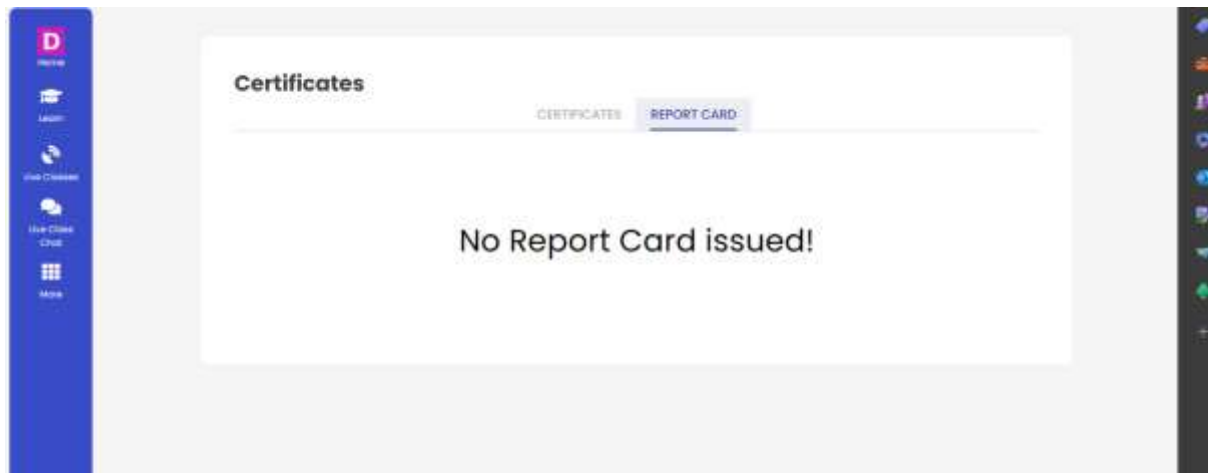 D
Home
Learn
Live Classes
Live Class
Chat
More
Certificates
CERTIFICATES REPORT CARD
No Report Card issued!